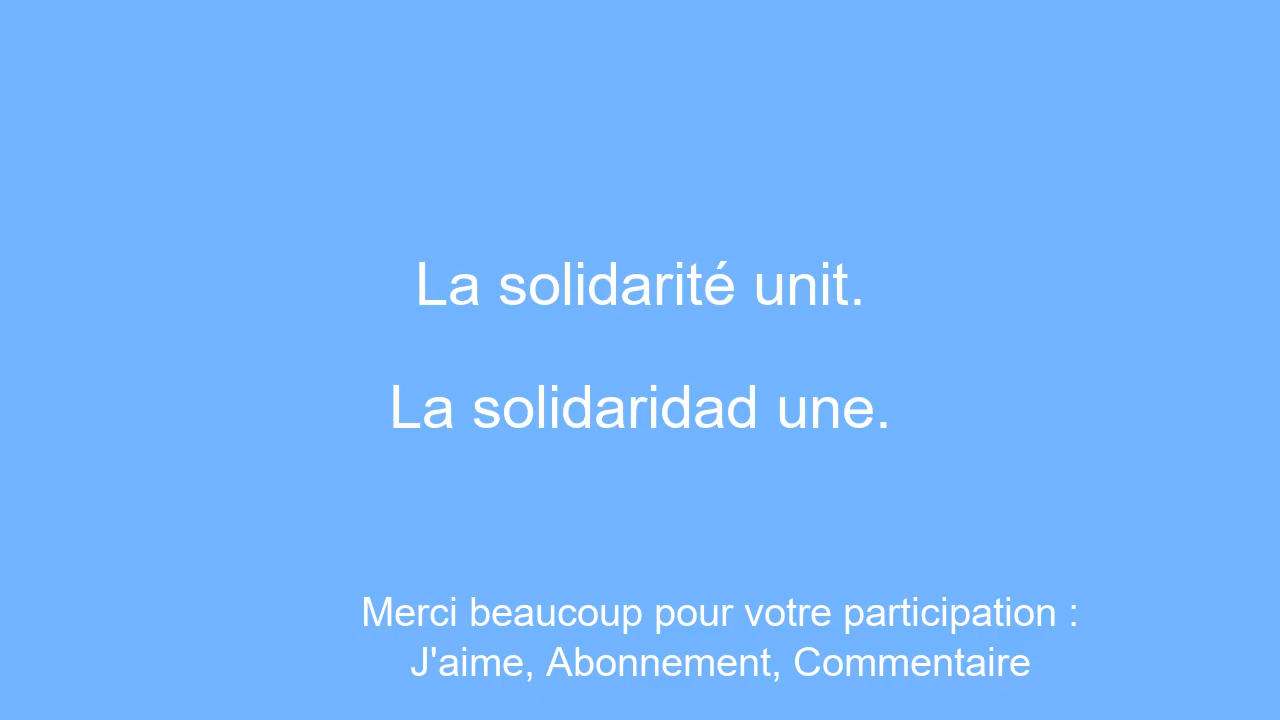 La solidarité unit.
La solidaridad une.
Merci beaucoup pour votre participation :
J'aime, Abonnement, Commentaire